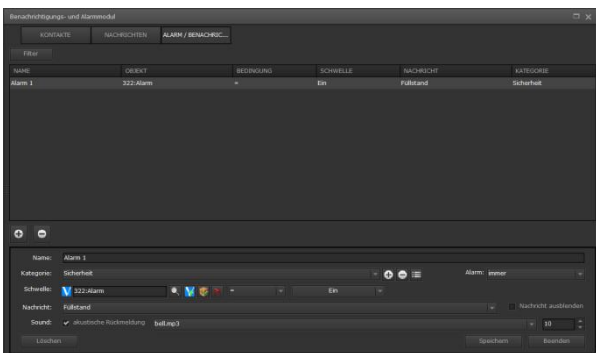 Benachrichtigungs- und Alarmmodul
KONTAKTE NACHRICHTEN ALARM / BENACHRIC...
Filter
NAME OBJEKT BEDINGUNG SCHWELLE NACHRICHT KATEGORIE
Alarm 1 322:Alarm = Ein Füllstand Sicherheit
Name: Alarm 1
Kategorie: Sicherheit Alarm: immer
Schwelle: 322:Alarm = Ein
Nachricht: Füllstand Nachricht ausblenden
Sound: akustische Rückmeldung bell.mp3 10
Löschen Speichern Beenden